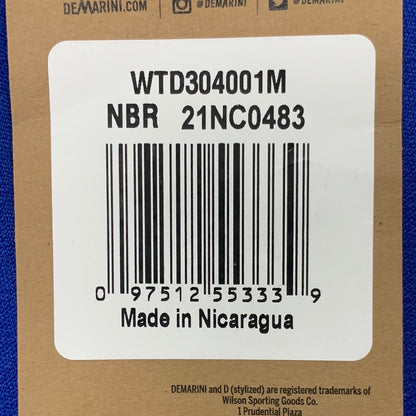 DEMARINI.COM @DEMARINI @DEMARINI
WTD304001M
NBR 21NC0483
0 97512 55333 9
Made in Nicaragua
DEMARINI and D (stylized) are registered trademarks of
Wilson Sporting Goods Co.
1 Prudential Plaza